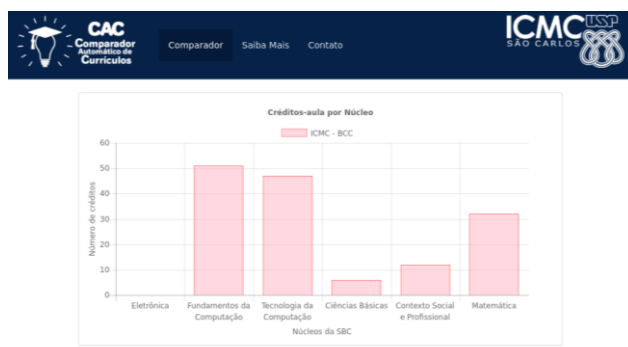 CAC
Comparador
Automático de
Currículos
Comparador Saiba Mais Contato
ICMC USP
SÃO CARLOS
Créditos-aula por Núcleo
ICMC - BCC
60
50
40
30
20
10
0
Número de créditos
Eletrônica
Fundamentos da
Computação
Tecnologia da
Computação
Ciências Básicas
Contexto Social
e Profissional
Matemática
Núcleos da SBC